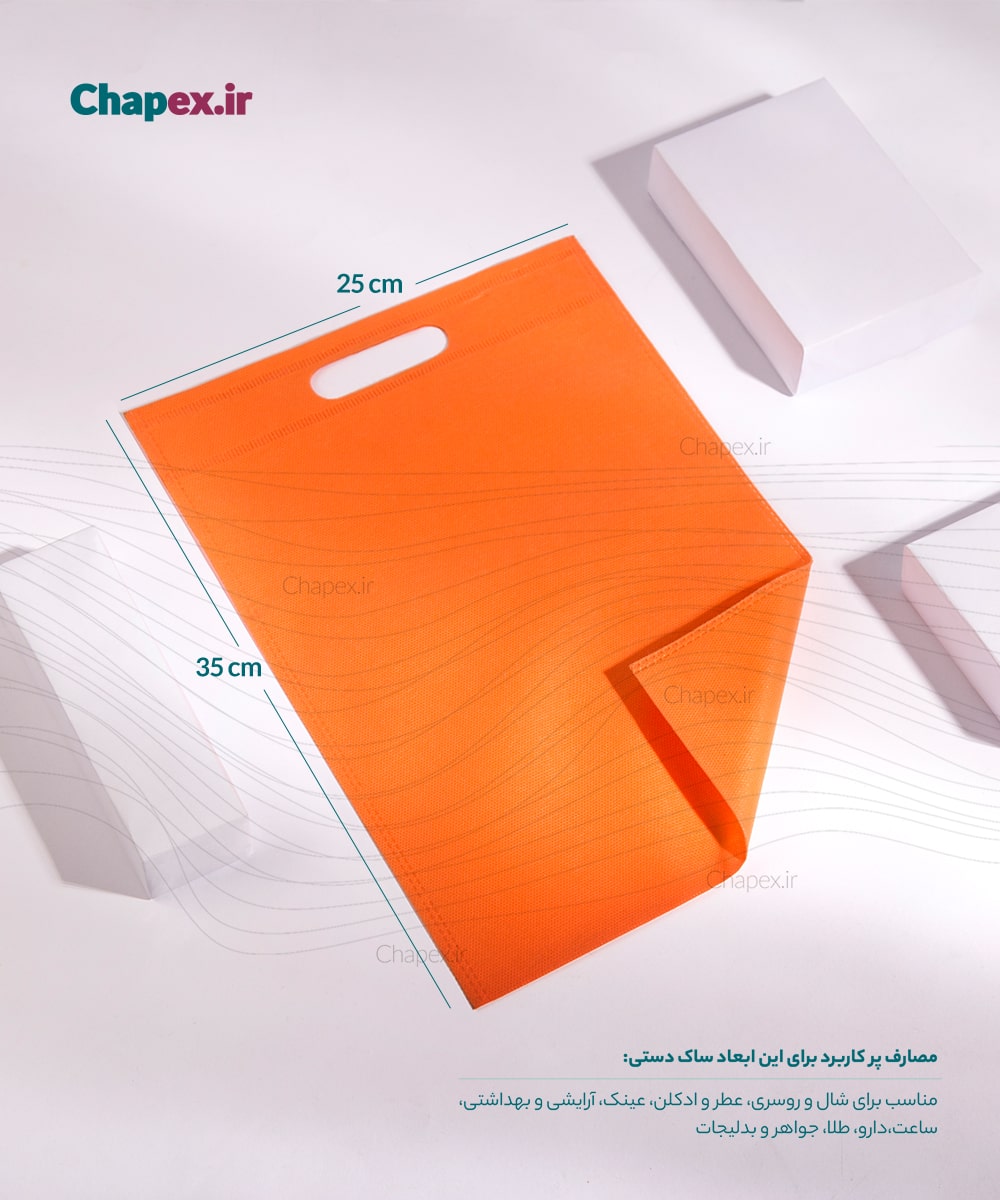 Chapex.ir
25 cm
Chapex.ir
Chapex.ir
35 cm
Chapex.ir
Chapex.ir
Chapex.ir
مصارف پر کاربرد برای این ابعاد ساک دستی:
مناسب برای شال و روسری، عطر و ادکلن، عینک، آرایشی و بهداشتی،
ساعت،دارو، طلا، جواهر و بدلیجات